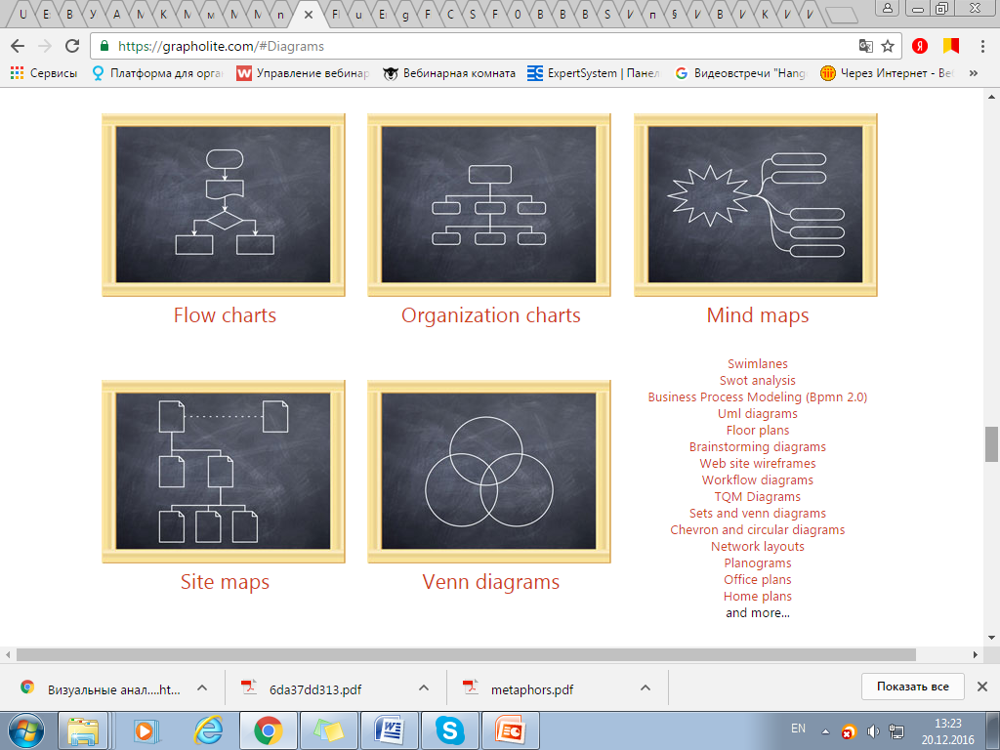 U
E
В
У
А
М
К
М
м
М
М
п
F
u
E
g
F
C
S
F
0
В
В
В
S
И
п
§
И
В
И
К
И
И
https://grapholite.com/#Diagrams
Сервисы
Платформа для орга
Управление вебинар
Вебинарная комната
ExpertSystem | Панел
Видеовстречи "Hang
Через Интернет - Ве
»
Flow charts
Organization charts
Mind maps
Site maps
Venn diagrams
Swimlanes
Swot analysis
Business Process Modeling (Bpmn 2.0)
Uml diagrams
Floor plans
Brainstorming diagrams
Web site wireframes
Workflow diagrams
TQM Diagrams
Sets and venn diagrams
Chevron and circular diagrams
Network layouts
Planograms
Office plans
Home plans
and more...
Визуальные анал....ht...
6da37dd313.pdf
metaphors.pdf
Показать все
EN
13:23
20.12.2016